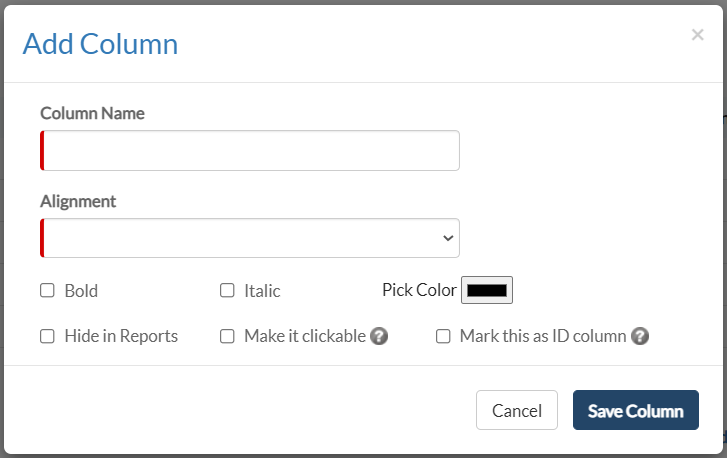 Add Column
×
Column Name
Alignment
Bold
Italic
Pick Color
Hide in Reports
Make it clickable ?
Mark this as ID column ?
Cancel
Save Column